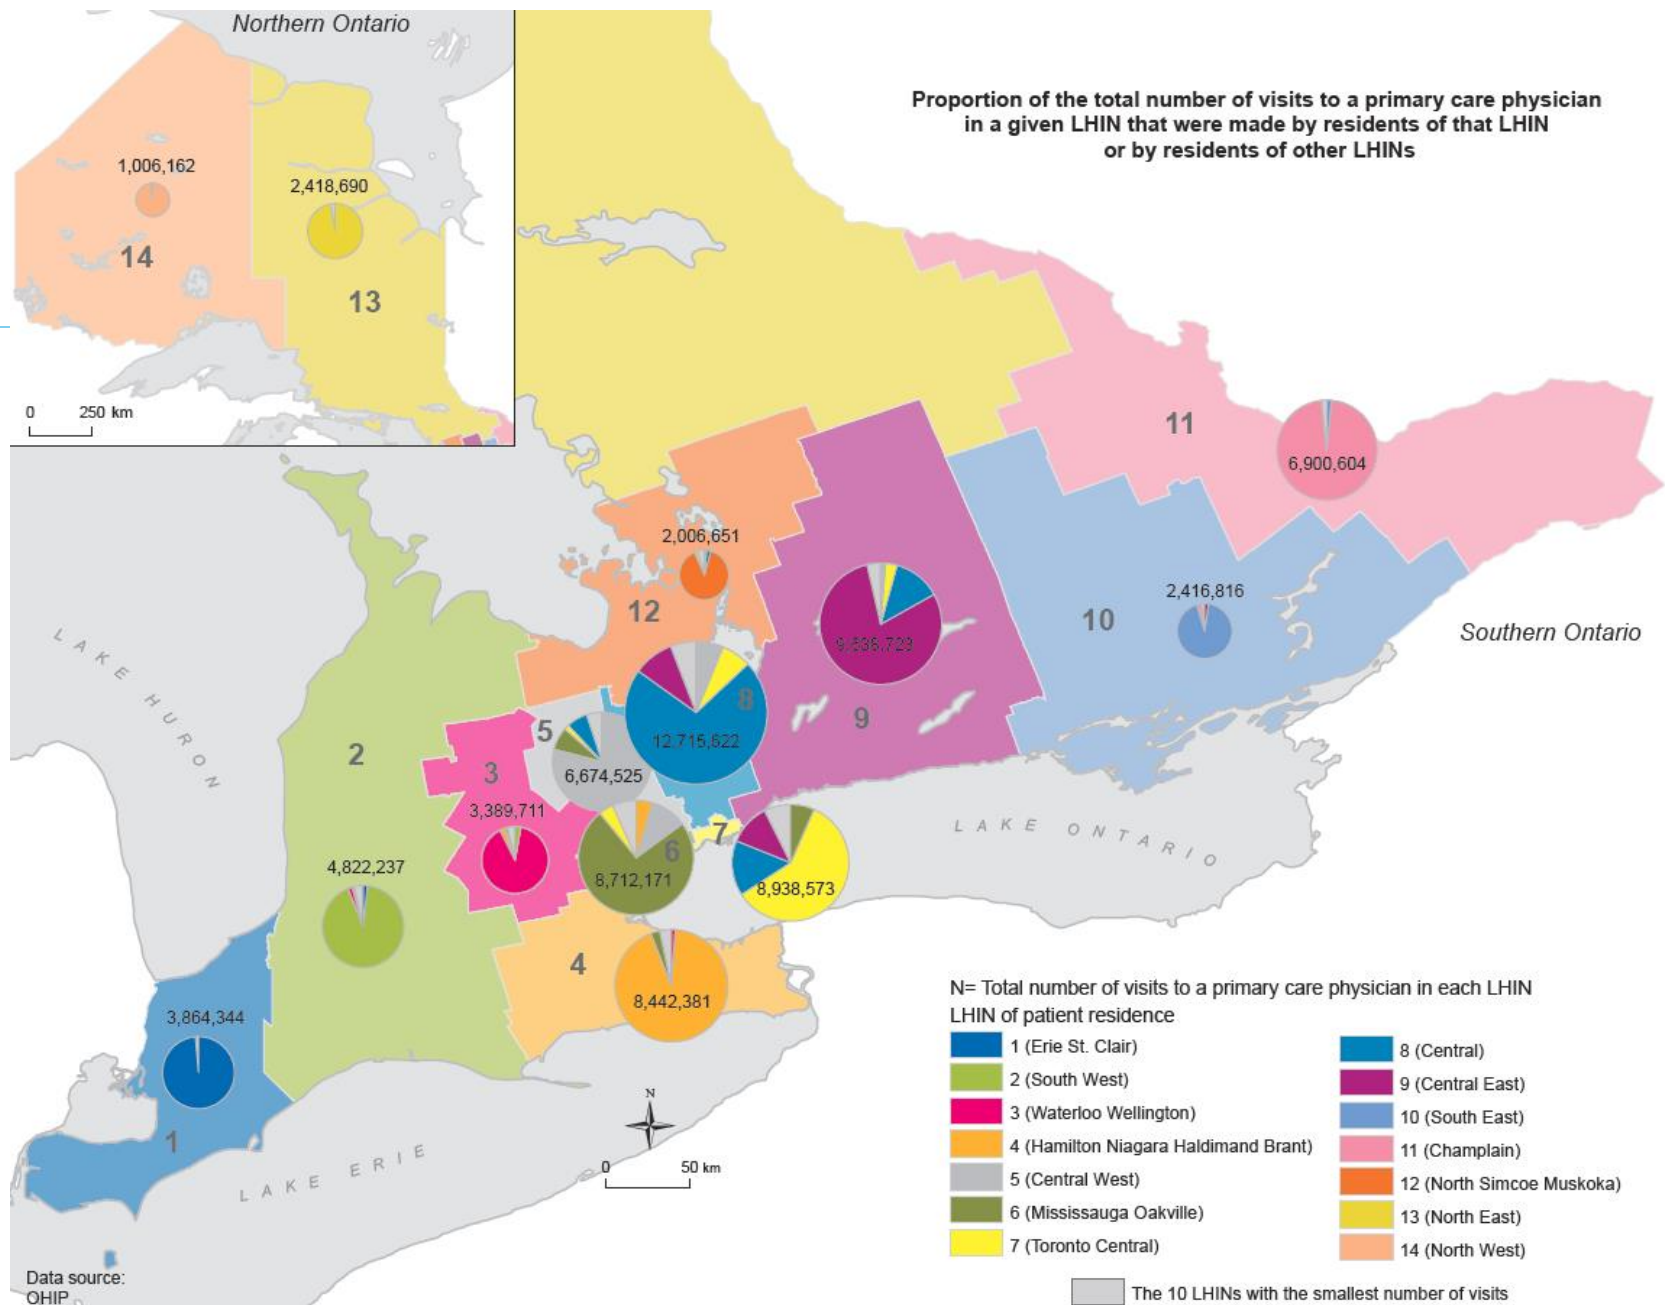 Northern Ontario
Proportion of the total number of visits to a primary care physician
in a given LHIN that were made by residents of that LHIN
or by residents of other LHINs
1,006,162
2,418,690
14
13
0 250 km
11
6,900,604
2,006,651
12
2,416,816
10
Southern Ontario
LAKE HURON
8
12,715,622
9
5
6,674,525
2
3
3,389,711
7
LAKE ONTARIO
6
8,712,171
8,938,573
4,822,237
4
8,442,381
3,864,344
1
LAKE ERIE
N
0 50 km
N= Total number of visits to a primary care physician in each LHIN
LHIN of patient residence
1 (Erie St. Clair)
2 (South West)
3 (Waterloo Wellington)
4 (Hamilton Niagara Haldimand Brant)
5 (Central West)
6 (Mississauga Oakville)
7 (Toronto Central)
8 (Central)
9 (Central East)
10 (South East)
11 (Champlain)
12 (North Simcoe Muskoka)
13 (North East)
14 (North West)
The 10 LHINs with the smallest number of visits
Data source:
OHIP